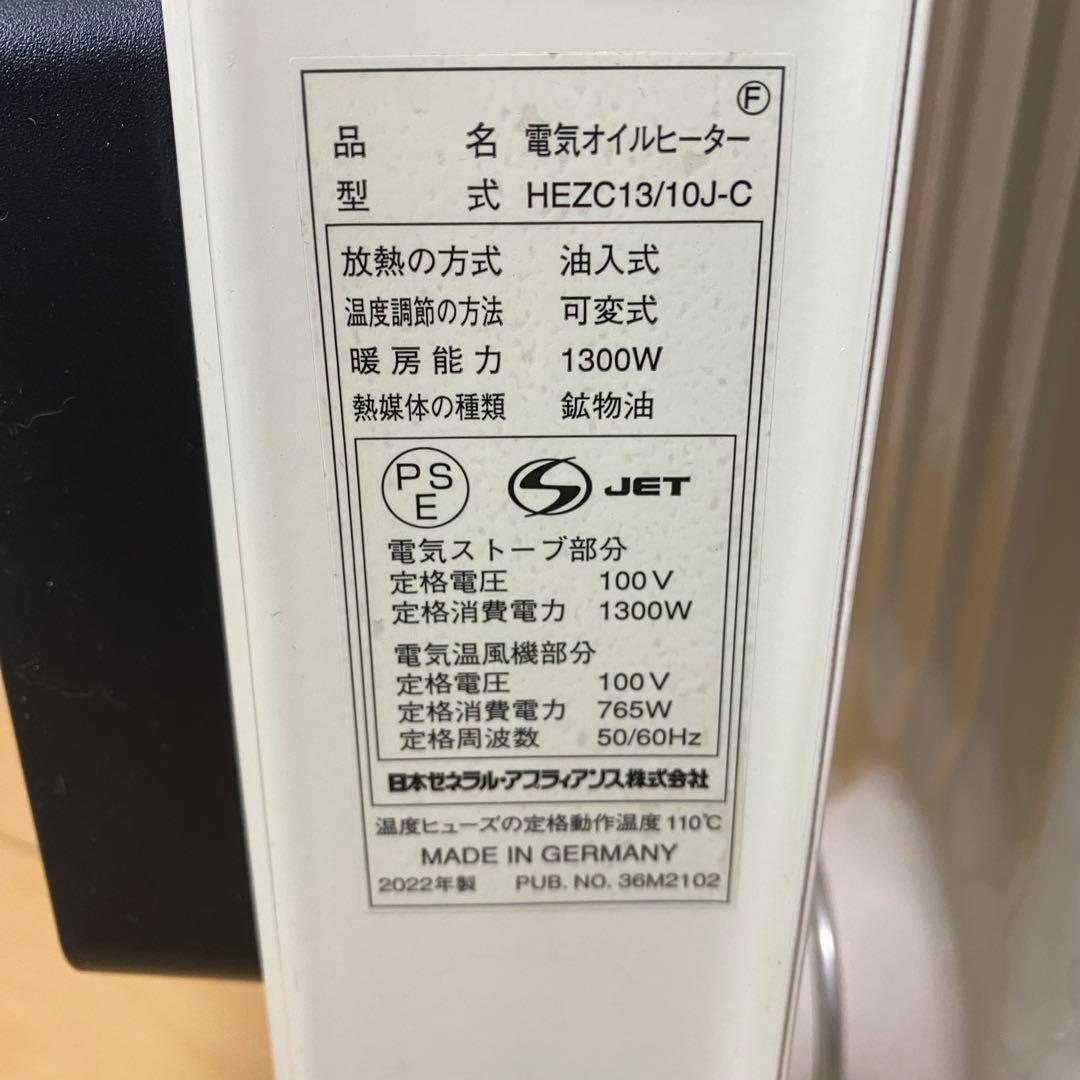 F
品名 電気オイルヒーター
型式 HEZC13/10J-C
放熱の方式 油入式
温度調節の方法 可変式
暖房能力 1300W
熱媒体の種類 鉱物油
PSE JET
電気ストーブ部分
定格電圧 100V
定格消費電力 1300W
電気温風機部分
定格電圧 100V
定格消費電力 765W
定格周波数 50/60Hz
日本ゼネラル・アプライアンス株式会社
温度ヒューズの定格動作温度 110℃
MADE IN GERMANY
2022年製 PUB. NO. 36M2102